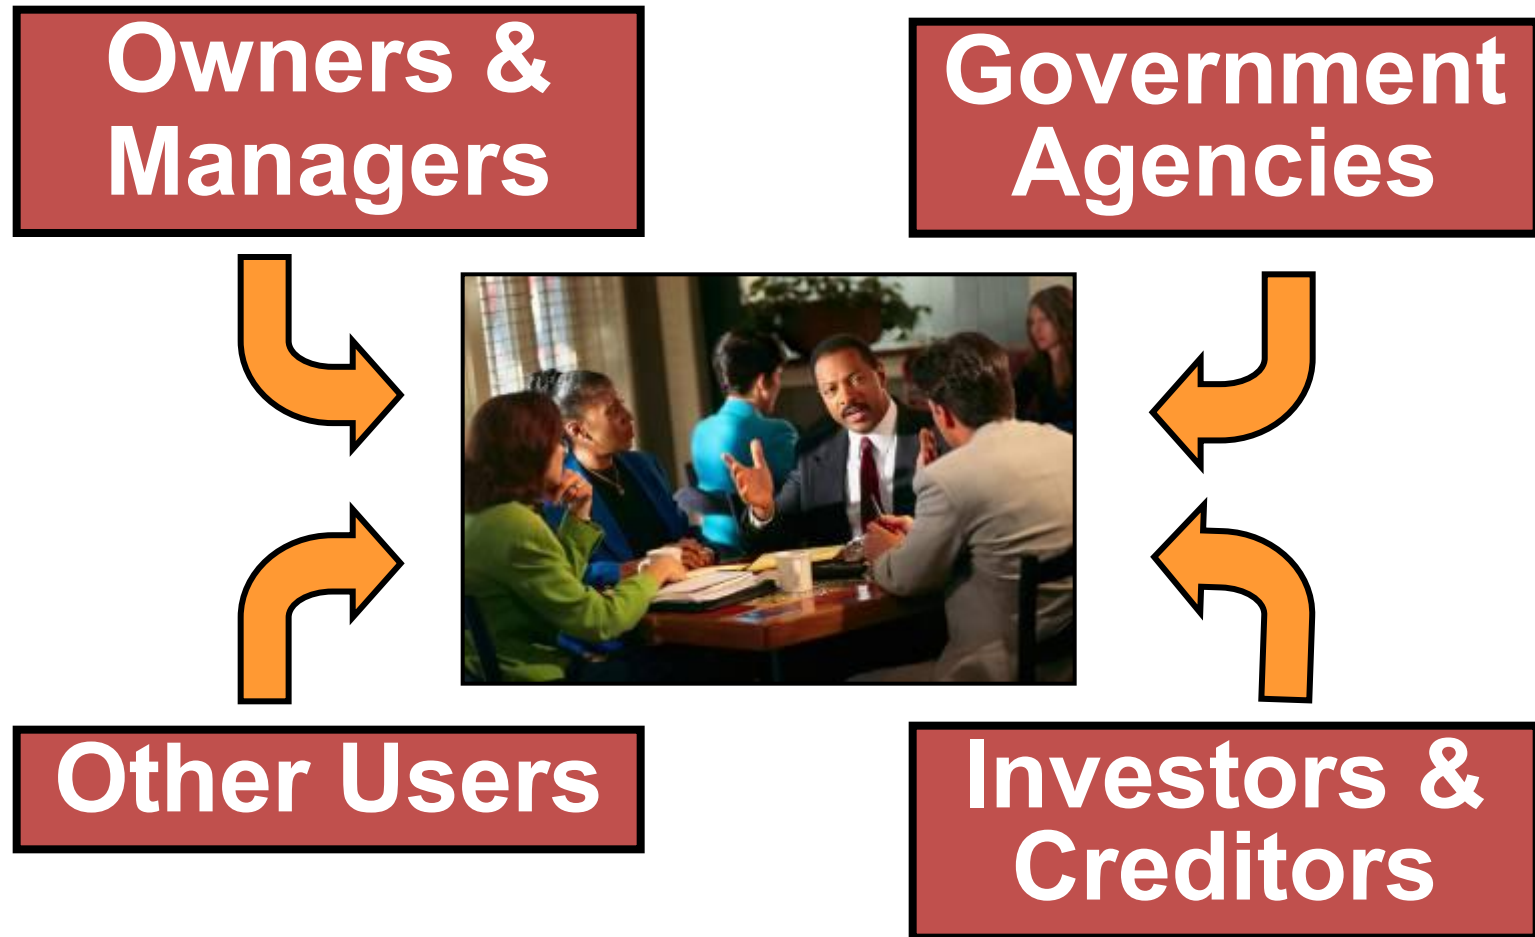 Owners &
Managers
Government
Agencies
Other Users
Investors &
Creditors